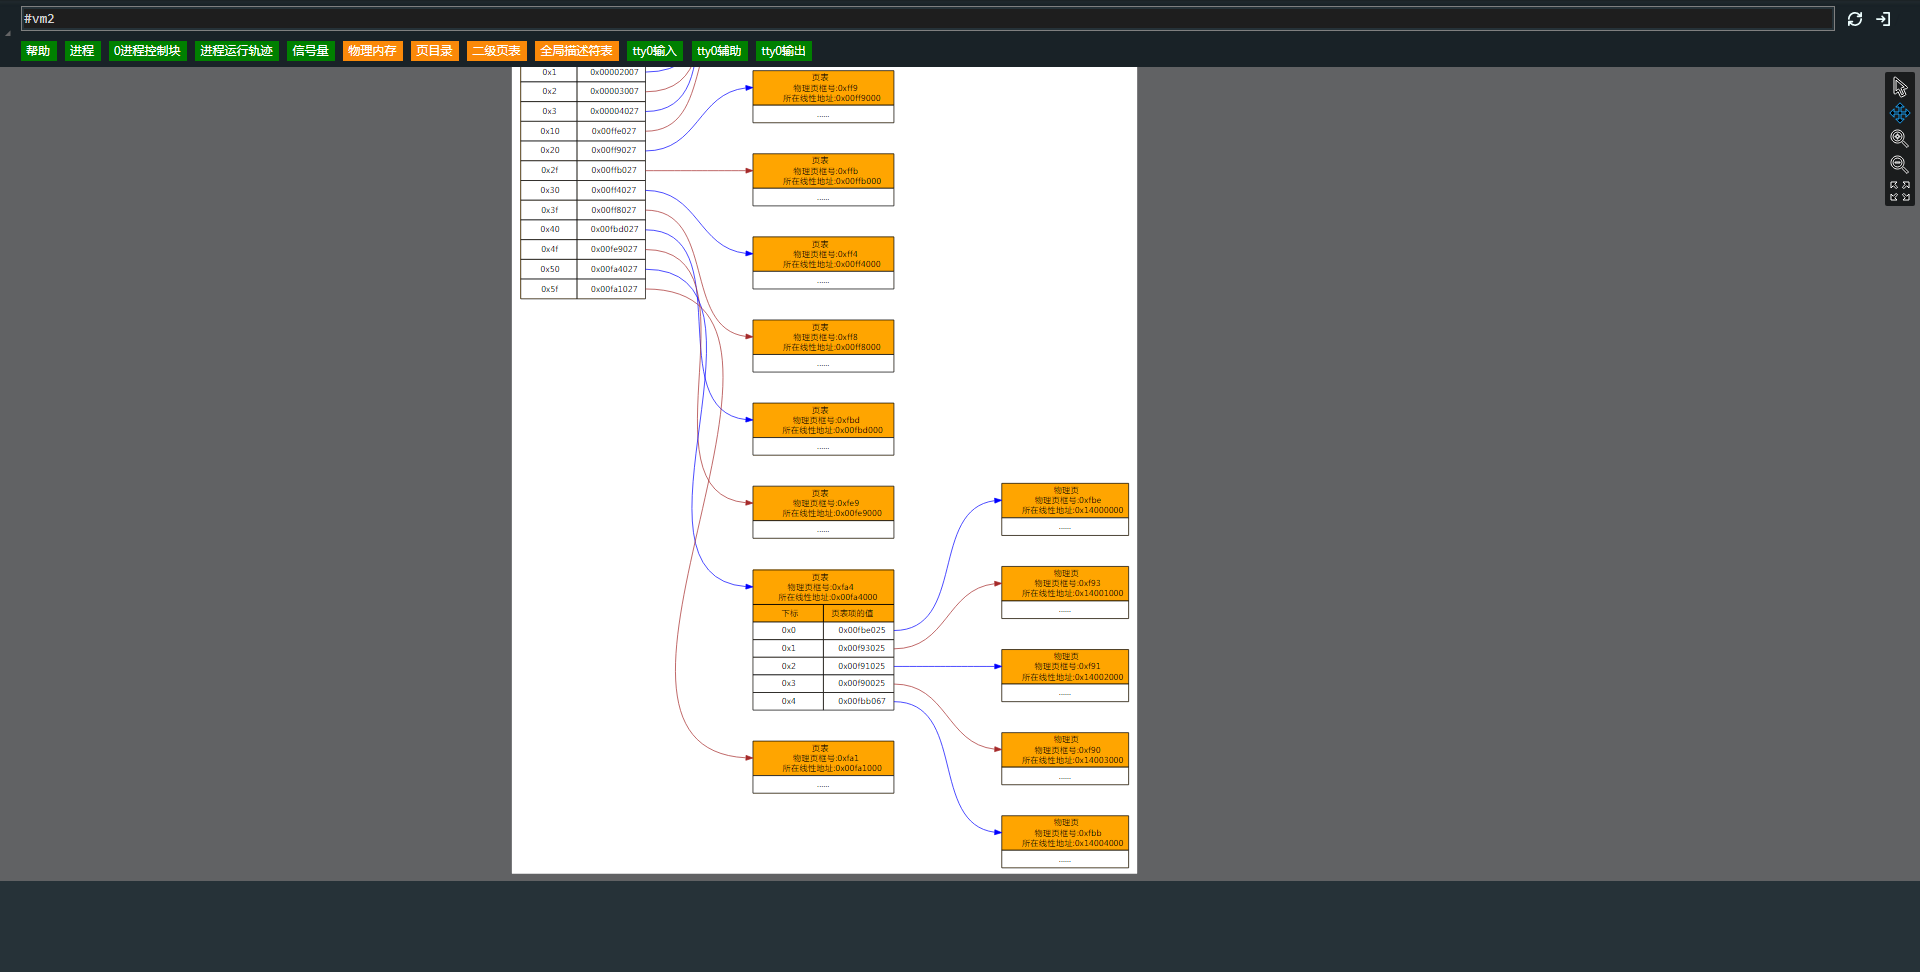 #vm2
帮助 进程 0进程控制块 进程运行轨迹 信号量 物理内存 页目录 二级页表 全局描述符表 tty0输入 tty0辅助 tty0输出
0x1 0x00002007
0x2 0x00003007
0x3 0x00004027
0x10 0x00ffe027
0x20 0x00ff9027
0x2f 0x00ffb027
0x30 0x00ff4027
0x3f 0x00ff8027
0x40 0x00fbd027
0x4f 0x00fe9027
0x50 0x00fa4027
0x5f 0x00fa1027
页表
物理页框号:0xff9
所在线性地址:0x00ff9000
......
页表
物理页框号:0xffb
所在线性地址:0x00ffb000
......
页表
物理页框号:0xff4
所在线性地址:0x00ff4000
......
页表
物理页框号:0xff8
所在线性地址:0x00ff8000
......
页表
物理页框号:0xfbd
所在线性地址:0x00fbd000
......
页表
物理页框号:0xfe9
所在线性地址:0x00fe9000
......
页表
物理页框号:0xfa4
所在线性地址:0x00fa4000
下标 页表项的值
0x0 0x00fbe025
0x1 0x00f93025
0x2 0x00f91025
0x3 0x00f90025
0x4 0x00fbb067
页表
物理页框号:0xfa1
所在线性地址:0x00fa1000
......
物理页
物理页框号:0xfbe
所在线性地址:0x14000000
......
物理页
物理页框号:0xf93
所在线性地址:0x14001000
......
物理页
物理页框号:0xf91
所在线性地址:0x14002000
......
物理页
物理页框号:0xf90
所在线性地址:0x14003000
......
物理页
物理页框号:0xfbb
所在线性地址:0x14004000
......